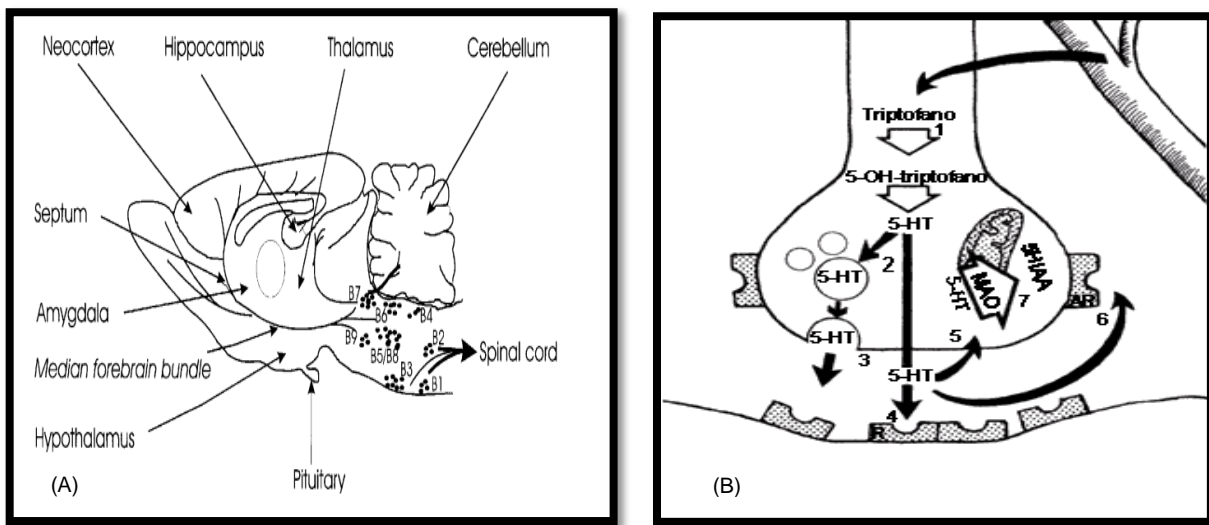 Neocortex
Hippocampus
Thalamus
Cerebellum
Septum
Amygdala
Median forebrain bundle
Hypothalamus
Pituitary
B7
B6
B4
B9
B5/B8
B2
B3
B1
Spinal cord
(A)
Triptofano
1
5-OH-triptofano
5-HT
2
5-HT
5-HT
3
5-HT
MAO
5HIAA
7
AR
6
5
5-HT
4
R
(B)